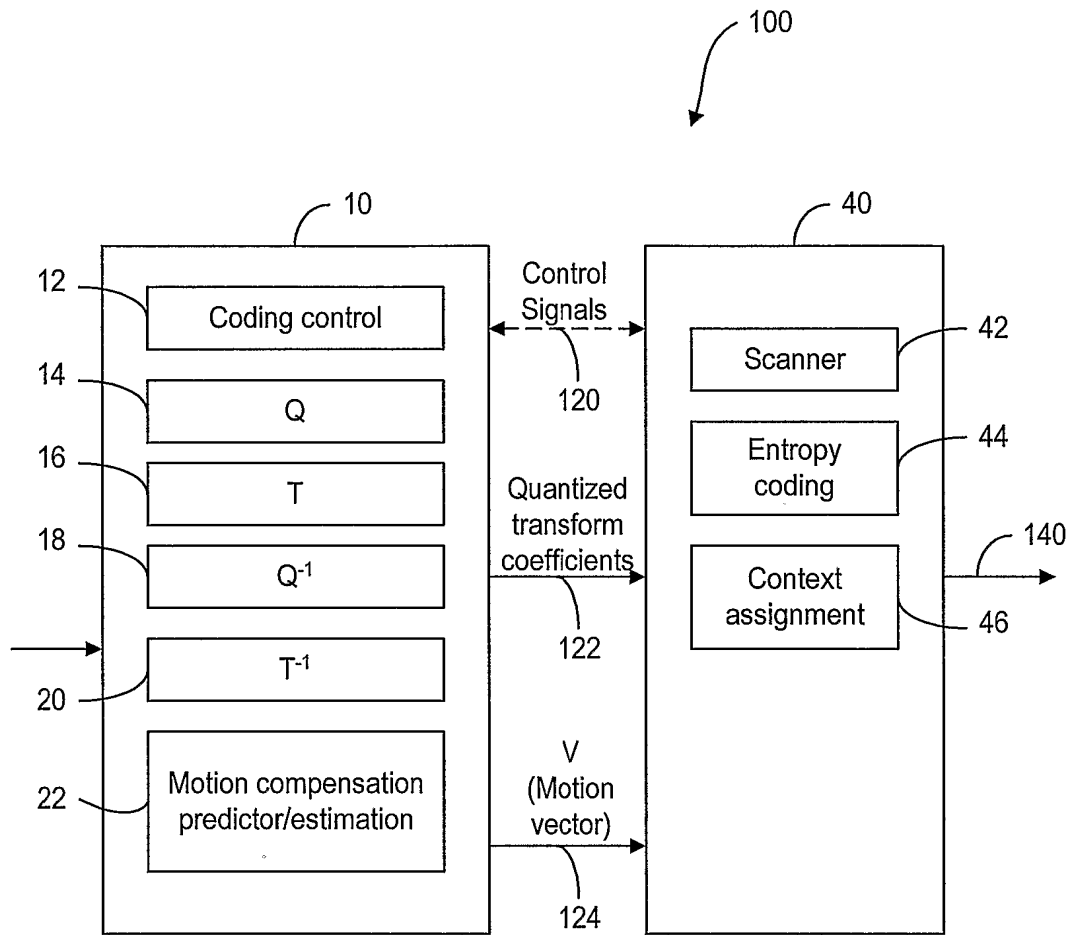 100
10
40
12
Coding control
14
Q
16
T
18
Q-1
20
T-1
22
Motion compensation
predictor/estimation
Control
Signals
120
Quantized
transform
coefficients
122
V
(Motion
vector)
124
Scanner
42
Entropy
coding
44
Context
assignment
46
140